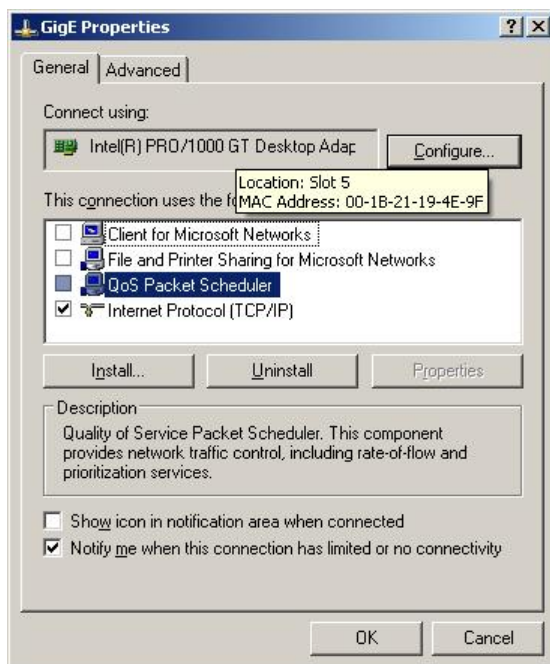 GigE Properties
General
Advanced
Connect using:
Intel(R) PRO/1000 GT Desktop Adap
Configure...
Location: Slot 5
MAC Address: 00-1B-21-19-4E-9F
This connection uses the fo
Client for Microsoft Networks
File and Printer Sharing for Microsoft Networks
QoS Packet Scheduler
Internet Protocol (TCP/IP)
Install...
Uninstall
Properties
Description
Quality of Service Packet Scheduler. This component
provides network traffic control, including rate-of-flow and
prioritization services.
Show icon in notification area when connected
Notify me when this connection has limited or no connectivity
OK
Cancel